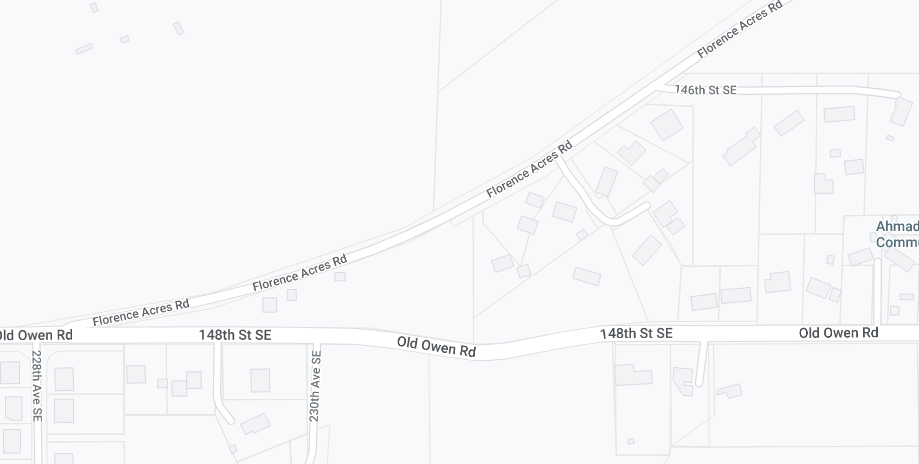 Florence Acres Rd
146th St SE
Florence Acres Rd
Ahmad
Commu
Florence Acres Rd
Florence Acres Rd
Old Owen Rd
148th St SE
Old Owen Rd
148th St SE
Old Owen Rd
228th Ave SE
230th Ave SE